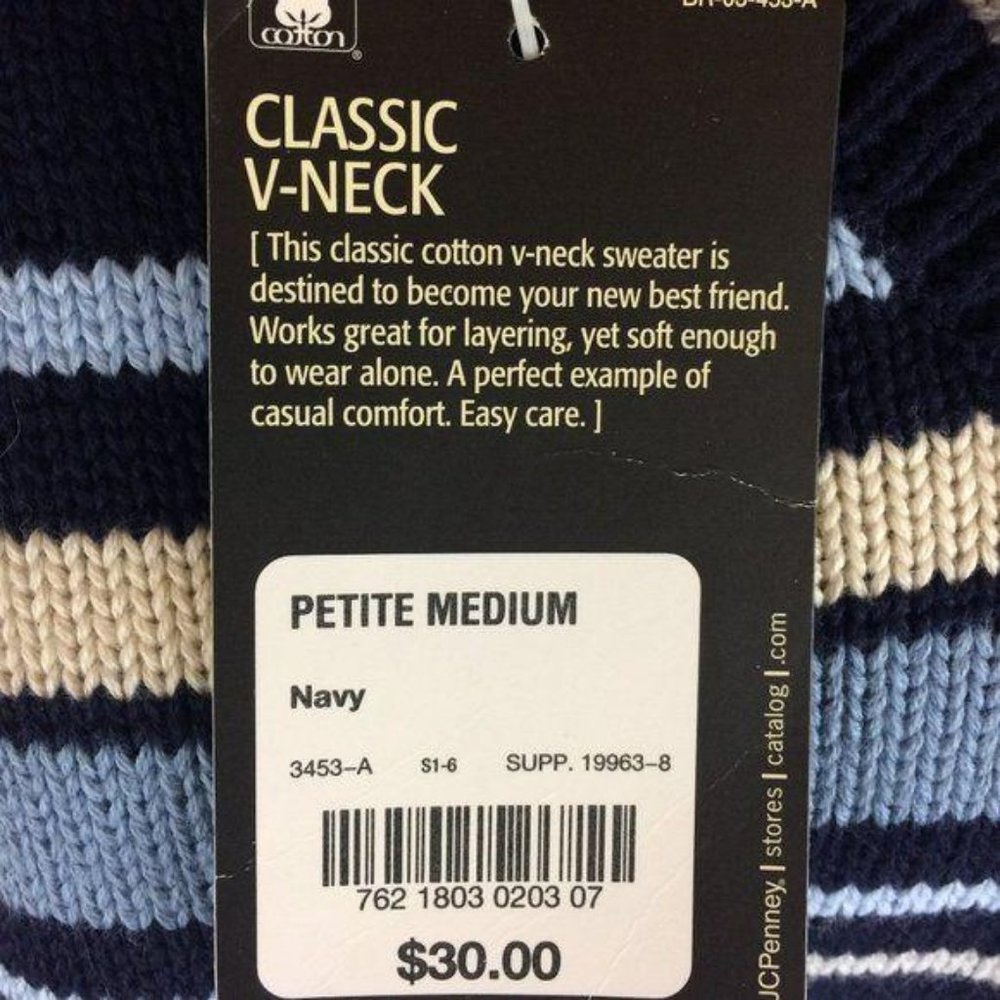 cotton
®
CLASSIC
V-NECK
[ This classic cotton v-neck sweater is
destined to become your new best friend.
Works great for layering, yet soft enough
to wear alone. A perfect example of
casual comfort. Easy care. ]
PETITE MEDIUM
Navy
3453-A S1-6 SUPP. 19963-8
762 1803 0203 07
$30.00
JCPenney | stores | catalog | .com